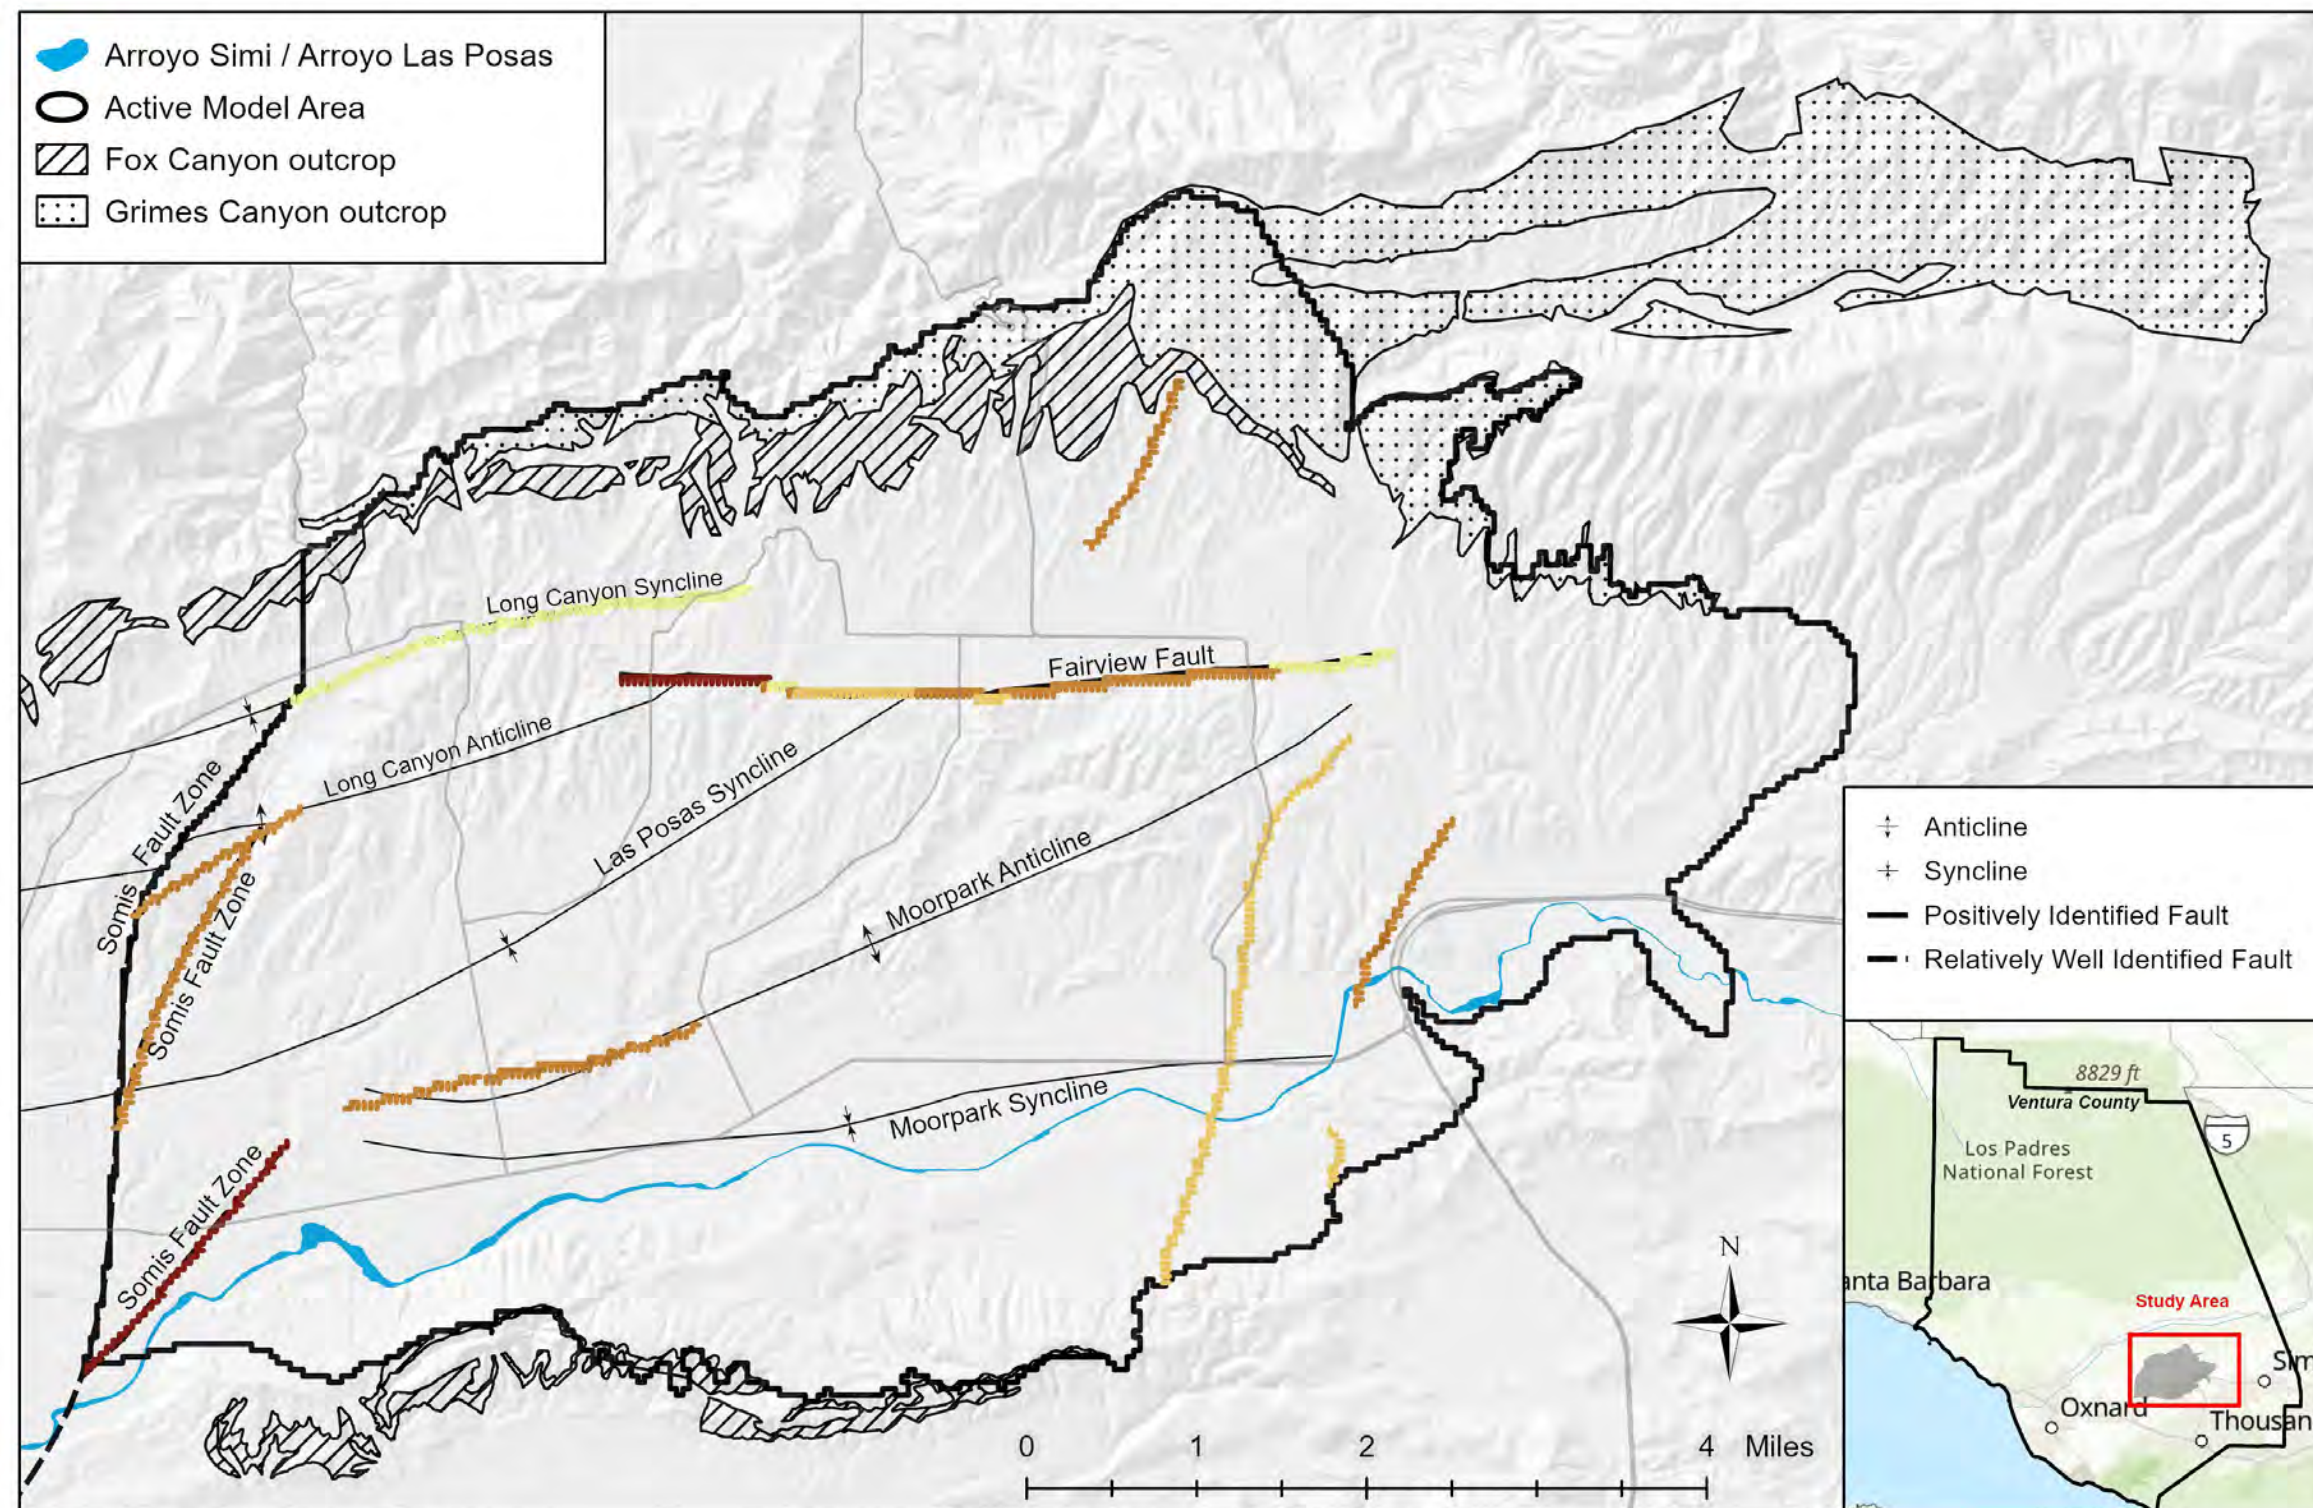 Arroyo Simi / Arroyo Las Posas
Active Model Area
Fox Canyon outcrop
Grimes Canyon outcrop
Long Canyon Syncline
Fairview Fault
Long Canyon Anticline
Las Posas Syncline
Somis Fault Zone
Somis Fault Zone
Moorpark Anticline
Moorpark Syncline
Somis Fault Zone
Anticline
Syncline
Positively Identified Fault
Relatively Well Identified Fault
8829 ft
Ventura County
5
Los Padres
National Forest
anta Barbara
Study Area
Sim
Oxnard
Thousan
N
0 1 2 4 Miles